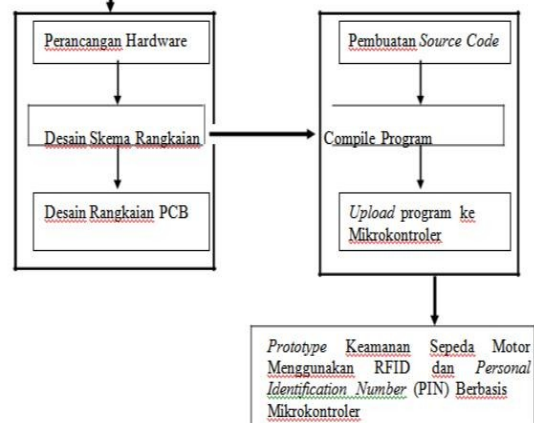 Perancangan Hardware
Desain Skema Rangkaian
Desain Rangkaian PCB
Pembuatan Source Code
Compile Program
Upload program ke
Mikrokontroler
Prototype Keamanan Sepeda Motor
Menggunakan RFID dan Personal
Identification Number (PIN) Berbasis
Mikrokontroler